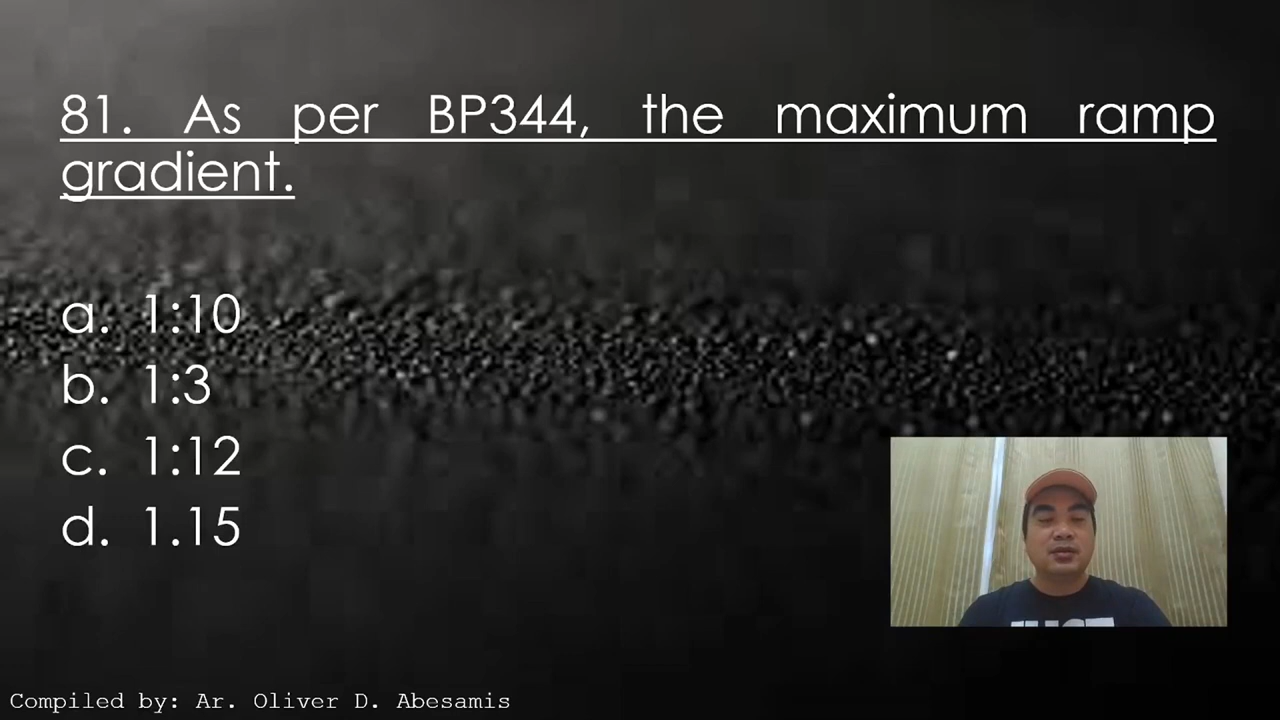 81. As per BP344, the maximum ramp
gradient.
a. 1:10
b. 1:3
c. 1:12
d. 1.15
Compiled by: Ar. Oliver D. Abesamis